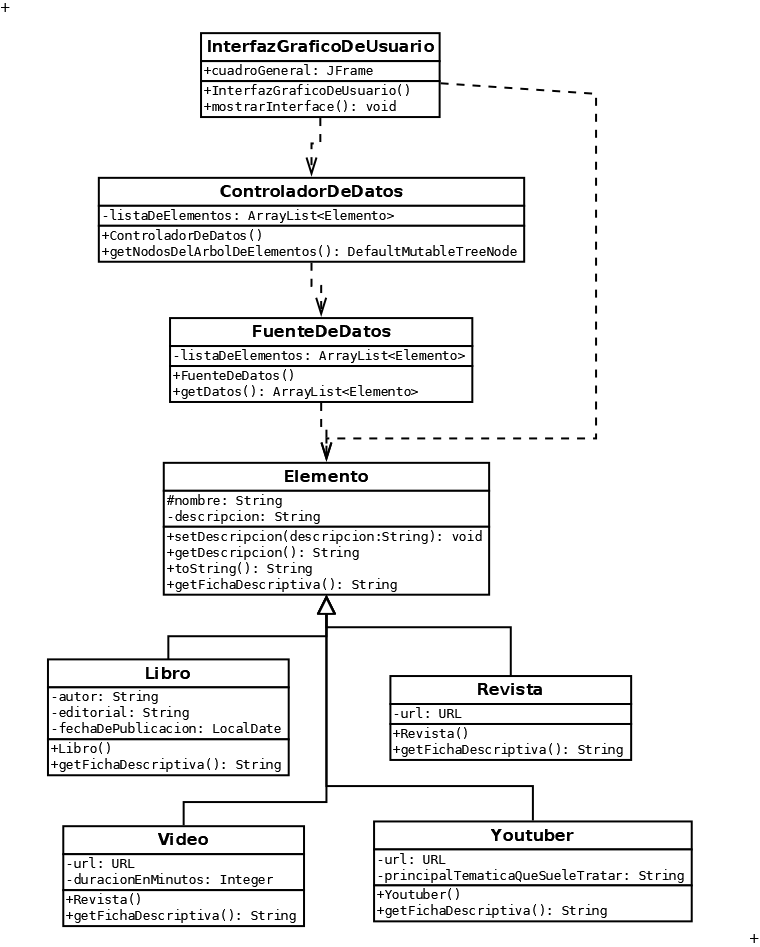 +
InterfazGraficoDeUsuario
+cuadroGeneral: JFrame
+InterfazGraficoDeUsuario()
+mostrarInterface(): void
ControladorDeDatos
-listaDeElementos: ArrayList<Elemento>
+ControladorDeDatos()
+getNodosDelArbolDeElementos(): DefaultMutableTreeNode
FuenteDeDatos
-listaDeElementos: ArrayList<Elemento>
+FuenteDeDatos()
+getDatos(): ArrayList<Elemento>
Elemento
#nombre: String
-descripcion: String
+setDescripcion(descripcion:String): void
+getDescripcion(): String
+toString(): String
+getFichaDescriptiva(): String
Libro
-autor: String
-editorial: String
-fechaDePublicacion: LocalDate
+Libro()
+getFichaDescriptiva(): String
Revista
-url: URL
+Revista()
+getFichaDescriptiva(): String
Video
-url: URL
-duracionEnMinutos: Integer
+Revista()
+getFichaDescriptiva(): String
Youtuber
-url: URL
-principalTematicaQueSueleTratar: String
+Youtuber()
+getFichaDescriptiva(): String
+